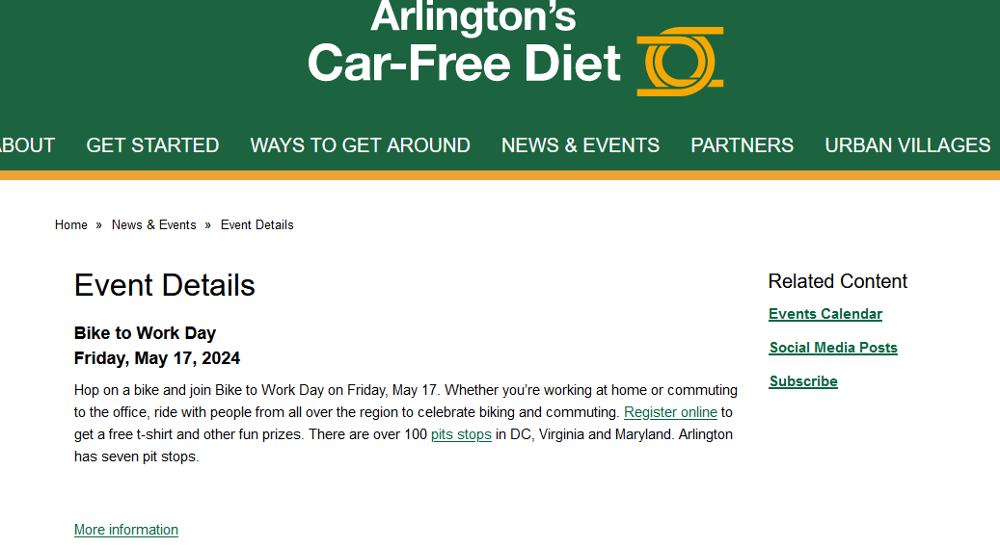 Arlington's
Car-Free Diet
ABOUT GET STARTED WAYS TO GET AROUND NEWS & EVENTS PARTNERS URBAN VILLAGES
Home » News & Events » Event Details
Event Details
Bike to Work Day
Friday, May 17, 2024
Hop on a bike and join Bike to Work Day on Friday, May 17. Whether you’re working at home or commuting
to the office, ride with people from all over the region to celebrate biking and commuting. Register online to
get a free t-shirt and other fun prizes. There are over 100 pits stops in DC, Virginia and Maryland. Arlington
has seven pit stops.
More information
Related Content
Events Calendar
Social Media Posts
Subscribe